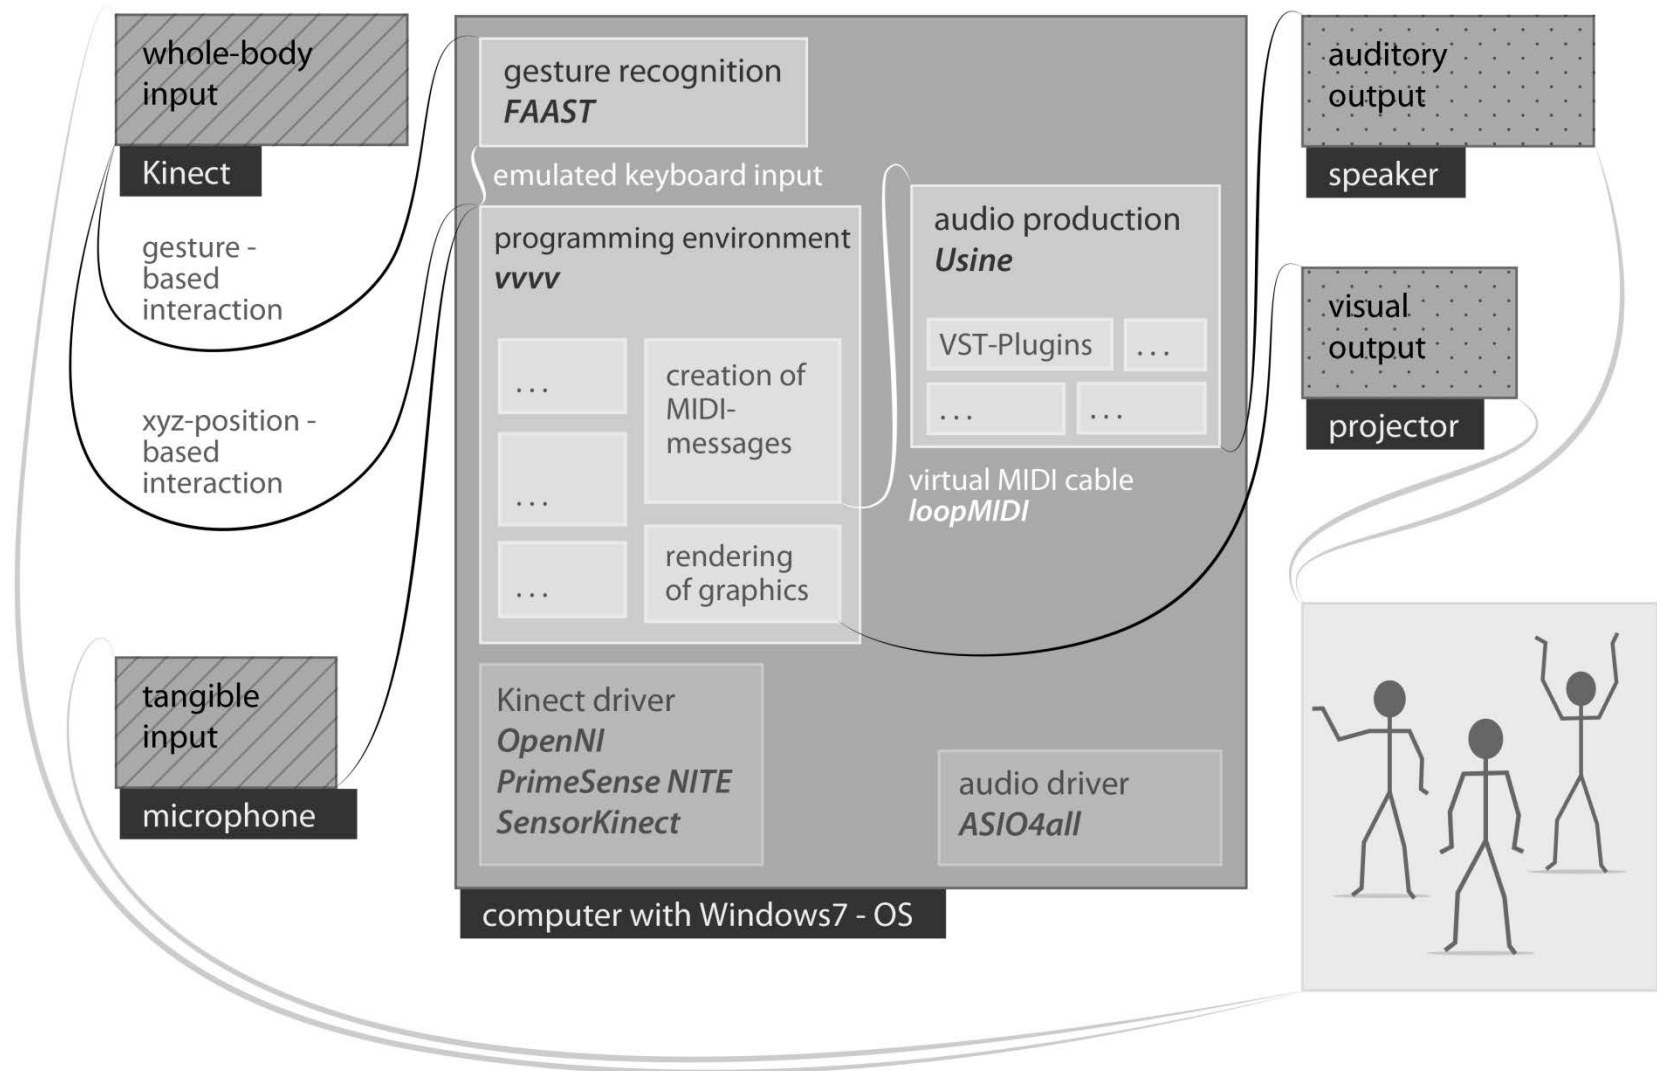 whole-body
input
Kinect
gesture -
based
interaction
xyz-position -
based
interaction
tangible
input
microphone
gesture recognition
FAAST
emulated keyboard input
programming environment
vvvv
...
...
...
creation of
MIDI-
messages
rendering
of graphics
audio production
Usine
VST-Plugins
...
...
...
virtual MIDI cable
loopMIDI
Kinect driver
OpenNI
PrimeSense NITE
SensorKinect
audio driver
ASIO4all
computer with Windows7 - OS
auditory
output
speaker
visual
output
projector